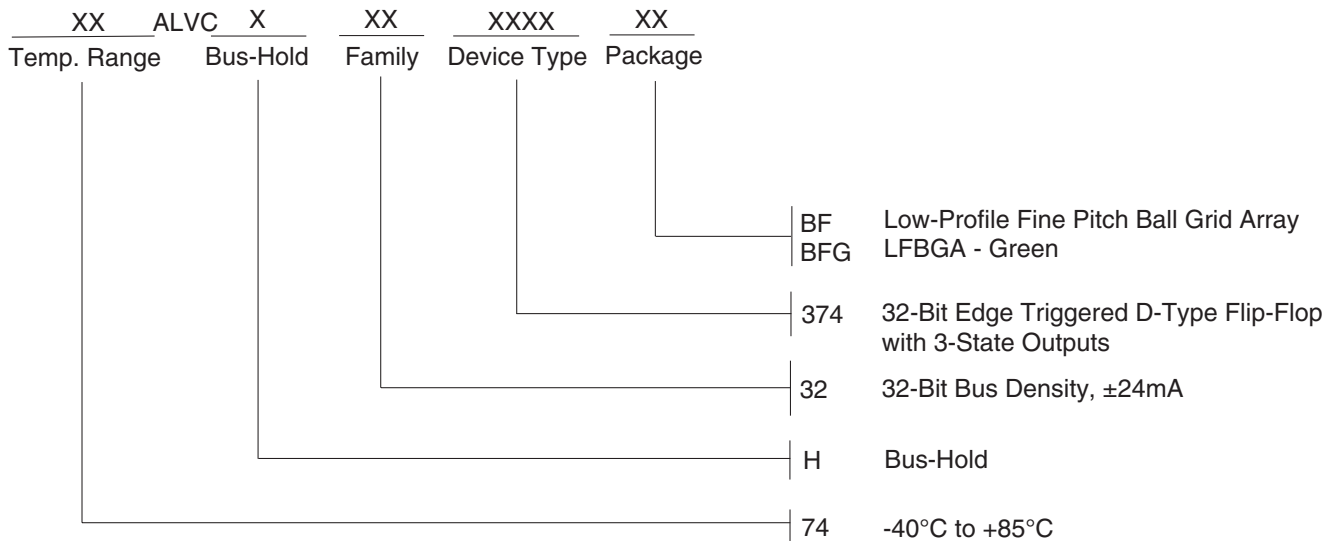 XX ALVC X XX XXXX XX
Temp. Range Bus-Hold Family Device Type Package
BF Low-Profile Fine Pitch Ball Grid Array
BFG LFBGA - Green
374 32-Bit Edge Triggered D-Type Flip-Flop
with 3-State Outputs
32 32-Bit Bus Density, ±24mA
H Bus-Hold
74 -40°C to +85°C